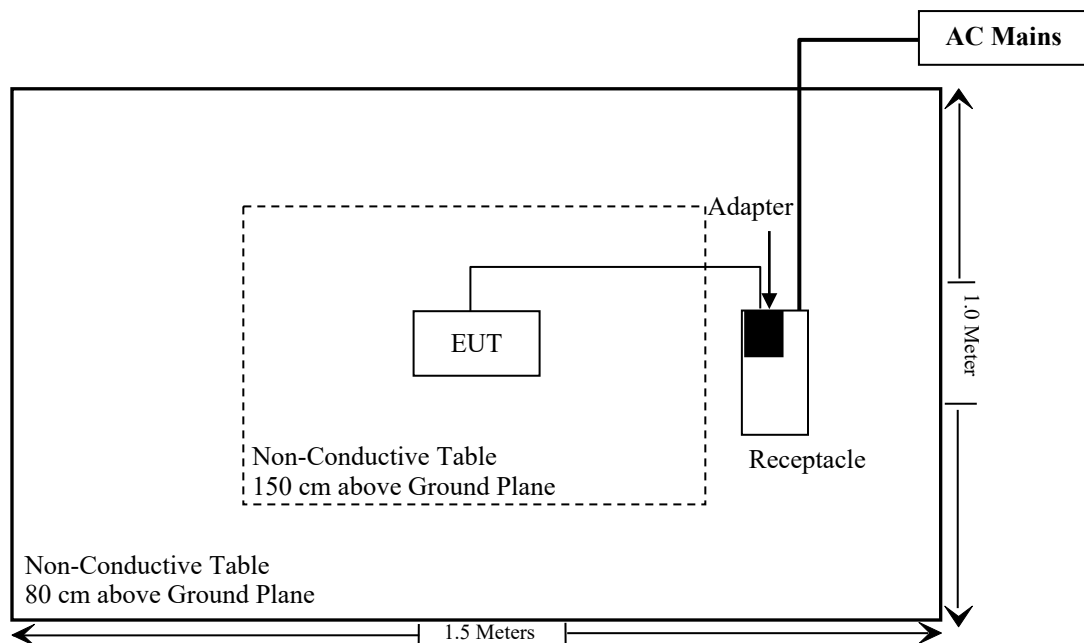 AC Mains
Adapter
EUT
1.0 Meter
Non-Conductive Table
150 cm above Ground Plane
Receptacle
Non-Conductive Table
80 cm above Ground Plane
1.5 Meters